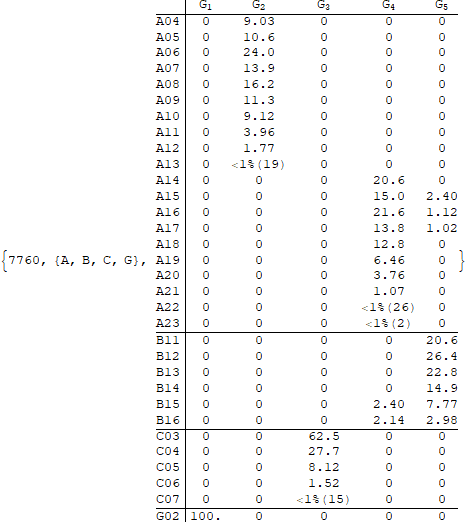 G1 G2 G3 G4 G5
A04 0 9.03 0 0 0
A05 0 10.6 0 0 0
A06 0 24.0 0 0 0
A07 0 13.9 0 0 0
A08 0 16.2 0 0 0
A09 0 11.3 0 0 0
A10 0 9.12 0 0 0
A11 0 3.96 0 0 0
A12 0 1.77 0 0 0
A13 0 <1%(19) 0 0 0
A14 0 0 0 20.6 0
A15 0 0 0 15.0 2.40
A16 0 0 0 21.6 1.12
A17 0 0 0 13.8 1.02
A18 0 0 0 12.8 0
{7760, {A, B, C, G}, A19 0 0 0 6.46 0 }
A20 0 0 0 3.76 0
A21 0 0 0 1.07 0
A22 0 0 0 <1%(26) 0
A23 0 0 0 <1%(2) 0
B11 0 0 0 0 20.6
B12 0 0 0 0 26.4
B13 0 0 0 0 22.8
B14 0 0 0 0 14.9
B15 0 0 0 2.40 7.77
B16 0 0 0 2.14 2.98
C03 0 0 62.5 0 0
C04 0 0 27.7 0 0
C05 0 0 8.12 0 0
C06 0 0 1.52 0 0
C07 0 0 <1%(15) 0 0
G02 100. 0 0 0 0